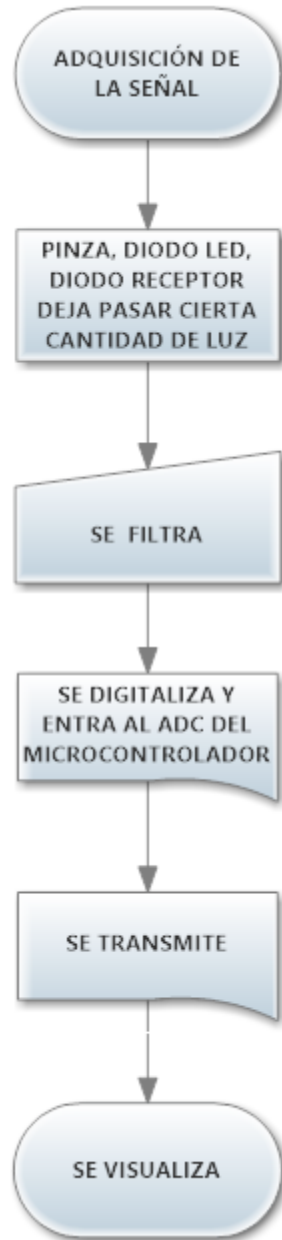 ADQUISICIÓN DE
LA SEÑAL
PINZA, DIODO LED,
DIODO RECEPTOR
DEJA PASAR CIERTA
CANTIDAD DE LUZ
SE FILTRA
SE DIGITALIZA Y
ENTRA AL ADC DEL
MICROCONTROLADOR
SE TRANSMITE
SE VISUALIZA